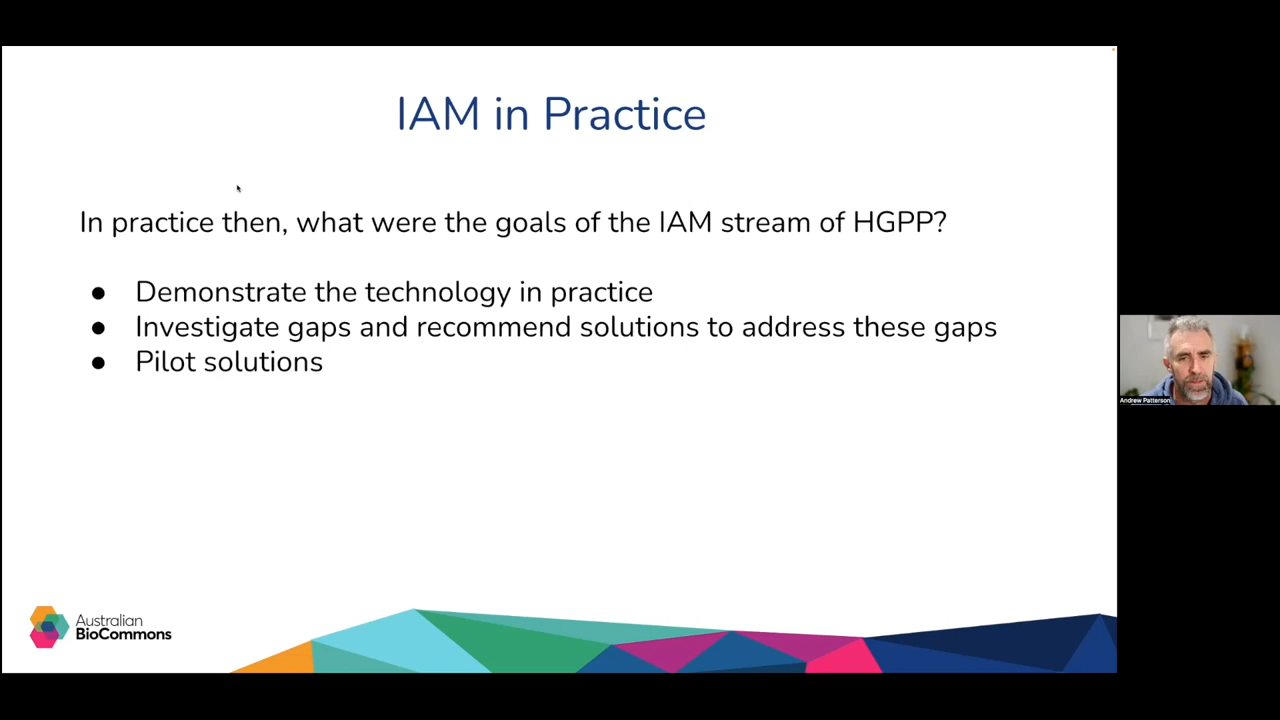 IAM in Practice
In practice then, what were the goals of the IAM stream of HGPP?
● Demonstrate the technology in practice
● Investigate gaps and recommend solutions to address these gaps
● Pilot solutions
Andrew Patterson
Australian
BioCommons